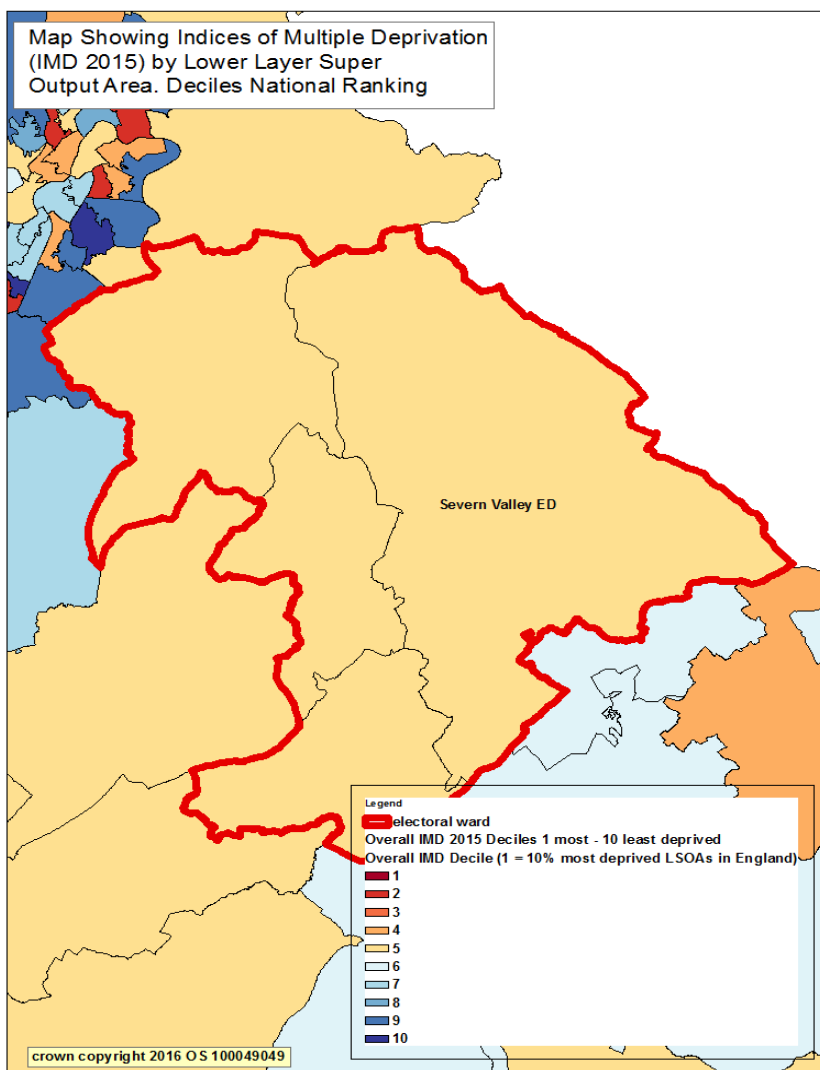 Map Showing Indices of Multiple Deprivation
(IMD 2015) by Lower Layer Super
Output Area. Deciles National Ranking
Severn Valley ED
Legend
electoral ward
Overall IMD 2015 Deciles 1 most - 10 least deprived
Overall IMD Decile (1 = 10% most deprived LSOAs in England)
1
2
3
4
5
6
7
8
9
10
crown copyright 2016 OS 100049049